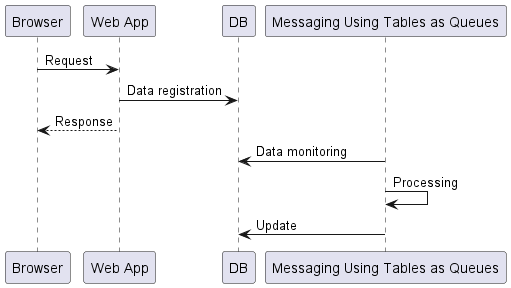 Browser
Web App
DB
Messaging Using Tables as Queues
Request
Data registration
Response
Data monitoring
Processing
Update
Browser
Web App
DB
Messaging Using Tables as Queues